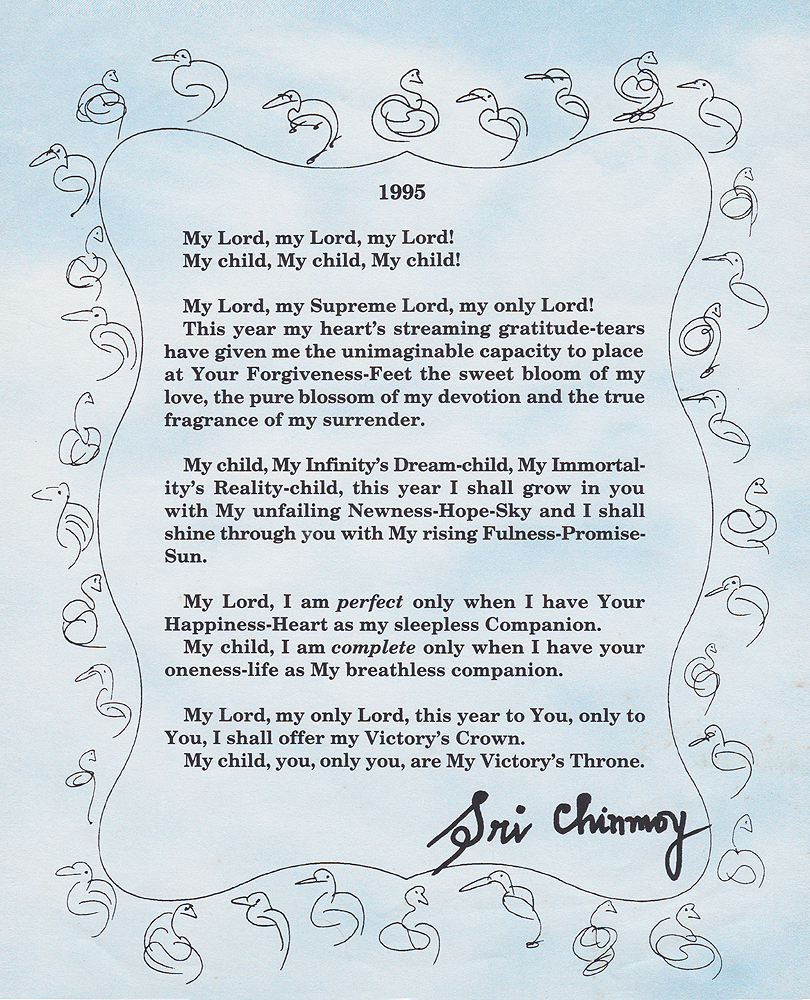 1995
My Lord, my Lord, my Lord!
My child, My child, My child!
My Lord, my Supreme Lord, my only Lord!
This year my heart's streaming gratitude-tears
have given me the unimaginable capacity to place
at Your Forgiveness-Feet the sweet bloom of my
love, the pure blossom of my devotion and the true
fragrance of my surrender.
My child, My Infinity's Dream-child, My Immortal-
ity's Reality-child, this year I shall grow in you
with My unfailing Newness-Hope-Sky and I shall
shine through you with My rising Fulness-Promise-
Sun.
My Lord, I am perfect only when I have Your
Happiness-Heart as my sleepless Companion.
My child, I am complete only when I have your
oneness-life as My breathless companion.
My Lord, my only Lord, this year to You, only to
You, I shall offer my Victory's Crown.
My child, you, only you, are My Victory's Throne.
Sri Chinmoy